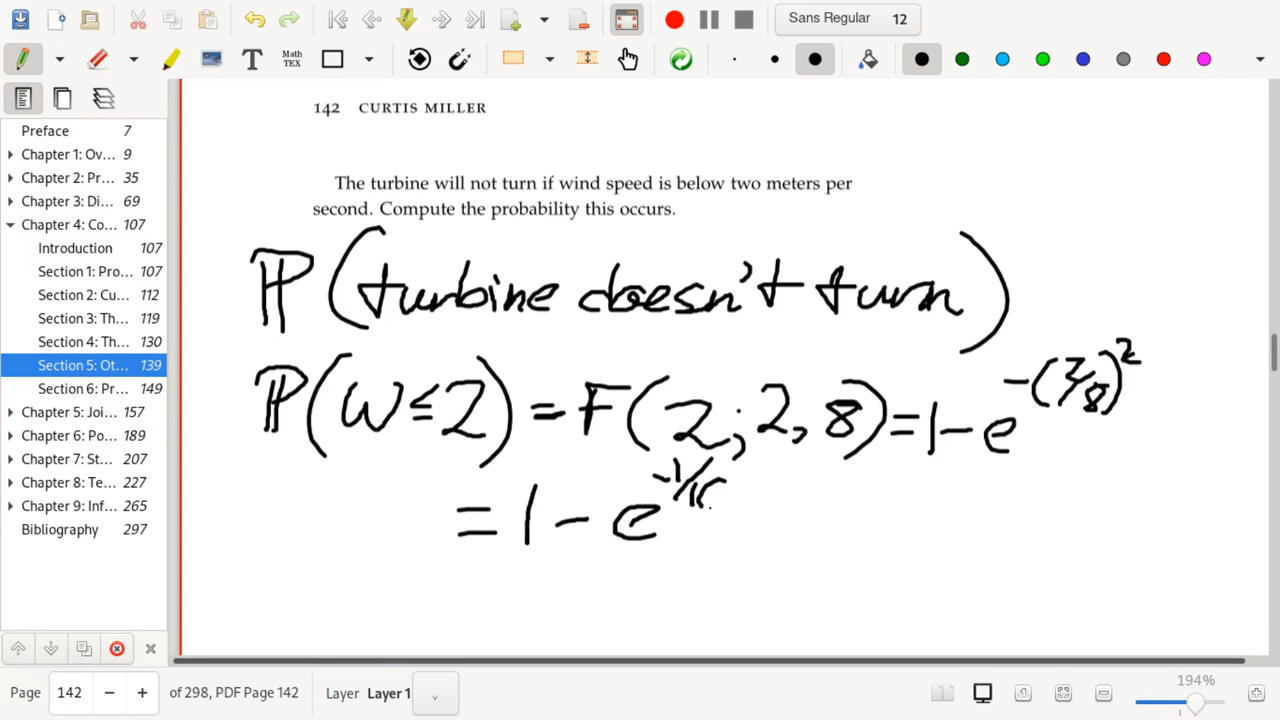 Sans Regular 12
T Math TEX
142 CURTIS MILLER
Preface 7
Chapter 1: Ov... 9
Chapter 2: Pr... 35
Chapter 3: Di... 69
Chapter 4: Co... 107
Introduction 107
Section 1: Pro... 107
Section 2: Cu... 112
Section 3: Th... 119
Section 4: Th... 130
Section 5: Ot... 139
Section 6: Pr... 149
Chapter 5: Joi... 157
Chapter 6: Po... 189
Chapter 7: St... 207
Chapter 8: Te... 227
Chapter 9: Inf... 265
Bibliography 297
The turbine will not turn if wind speed is below two meters per
second. Compute the probability this occurs.
ℙ(turbine doesn't turn)
ℙ(W ≤ 2) = F(2; 2, 8) = 1 - e^-(2/8)^2
= 1 - e^-1/
Page 142 − + of 298, PDF Page 142 Layer Layer 1
194%